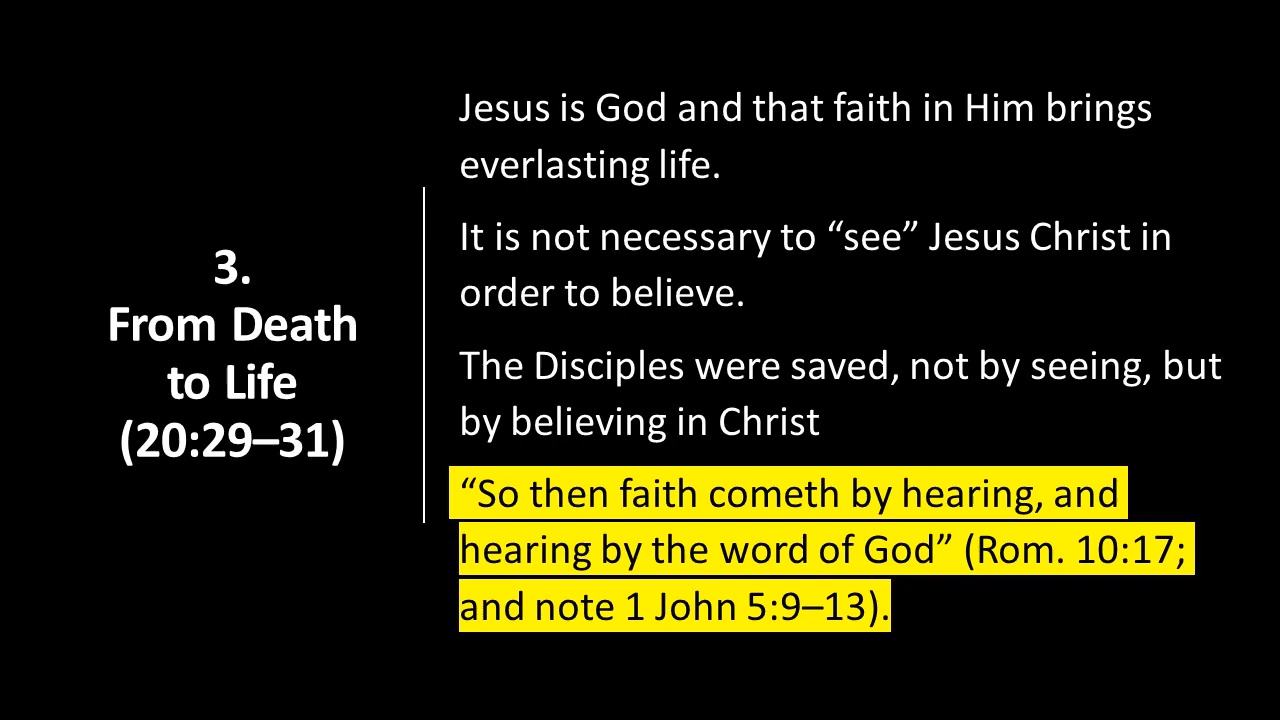 3.
From Death
to Life
(20:29–31)
Jesus is God and that faith in Him brings
everlasting life.
It is not necessary to “see” Jesus Christ in
order to believe.
The Disciples were saved, not by seeing, but
by believing in Christ
“So then faith cometh by hearing, and
hearing by the word of God” (Rom. 10:17;
and note 1 John 5:9–13).